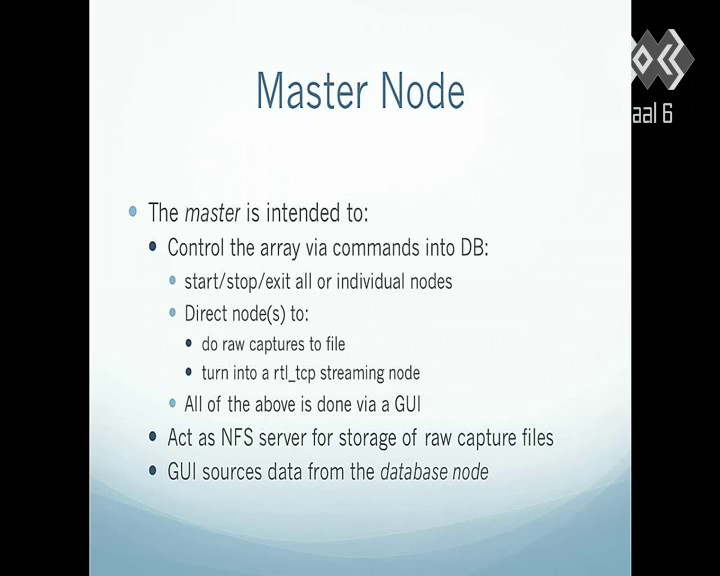 Master Node
aal 6
The master is intended to:
Control the array via commands into DB:
start/stop/exit all or individual nodes
Direct node(s) to:
do raw captures to file
turn into a rtl_tcp streaming node
All of the above is done via a GUI
Act as NFS server for storage of raw capture files
GUI sources data from the database node